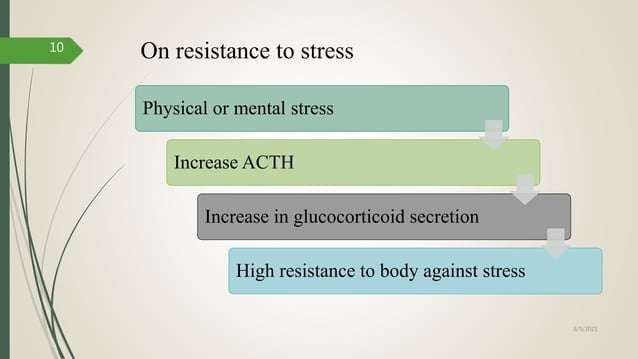 10
On resistance to stress
Physical or mental stress
Increase ACTH
Increase in glucocorticoid secretion
High resistance to body against stress